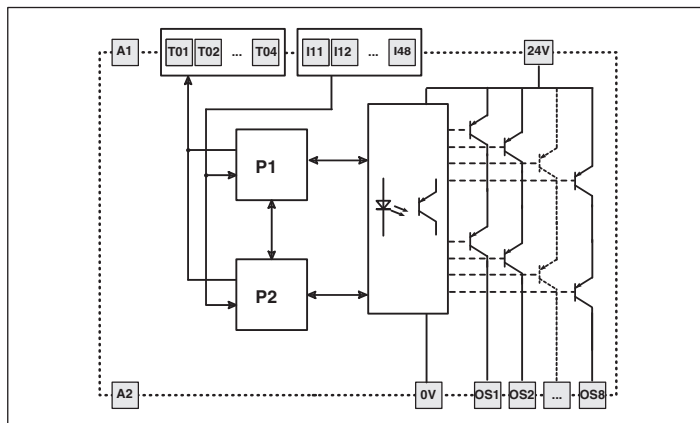 A1 T01 T02 ... T04 I11 I12 ... I48 24V
P1
P2
A2 0V OS1 OS2 ... OS8